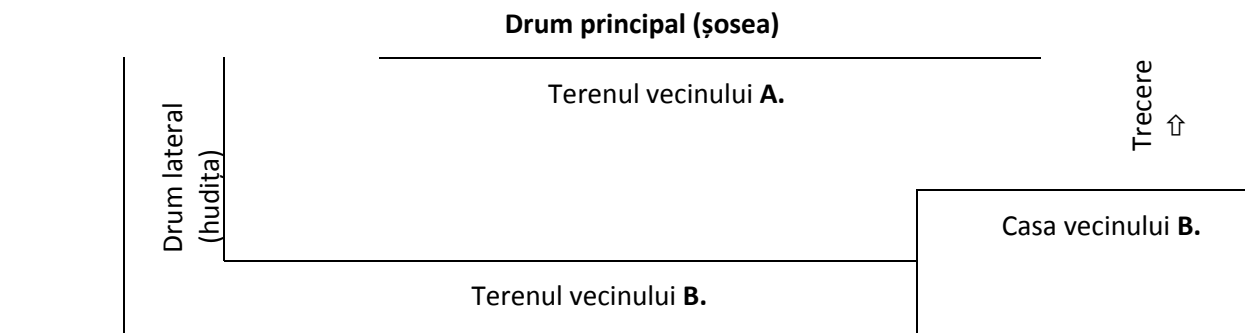 Drum principal (șosea)
Terenul vecinului A.
Trecere
⇧
Drum lateral
(hudița)
Casa vecinului B.
Terenul vecinului B.